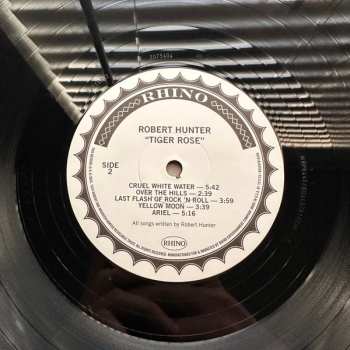 RHINO
ROBERT HUNTER
"TIGER ROSE"
SIDE
2
CRUEL WHITE WATER — 5:42
OVER THE HILLS — 2:39
LAST FLASH OF ROCK 'N ROLL — 3:59
YELLOW MOON — 3:39
ARIEL — 5:16
All songs written by Robert Hunter
RHINO